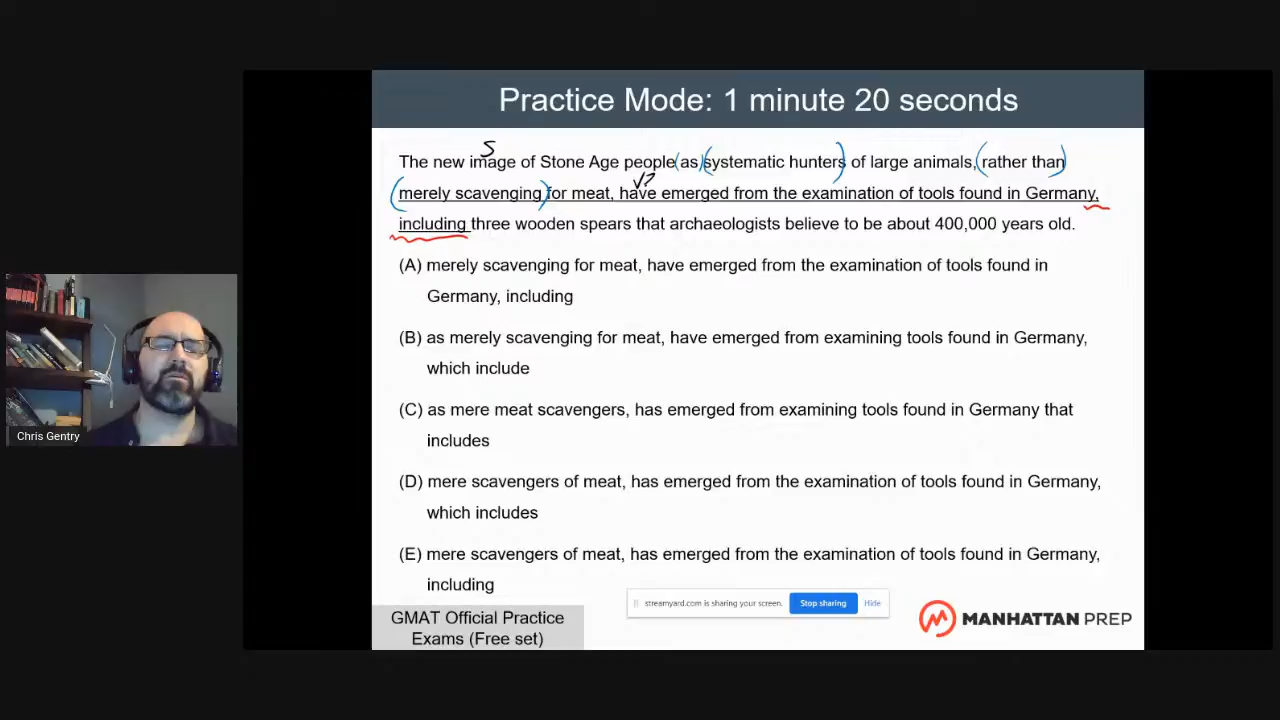 Practice Mode: 1 minute 20 seconds
S
The new image of Stone Age people as systematic hunters of large animals, rather than
V?
merely scavenging for meat, have emerged from the examination of tools found in Germany,
including three wooden spears that archaeologists believe to be about 400,000 years old.
(A) merely scavenging for meat, have emerged from the examination of tools found in
Germany, including
(B) as merely scavenging for meat, have emerged from examining tools found in Germany,
which include
(C) as mere meat scavengers, has emerged from examining tools found in Germany that
includes
(D) mere scavengers of meat, has emerged from the examination of tools found in Germany,
which includes
(E) mere scavengers of meat, has emerged from the examination of tools found in Germany,
including
Chris Gentry
streamyard.com is sharing your screen. Stop sharing Hide
GMAT Official Practice
Exams (Free set)
MANHATTAN PREP